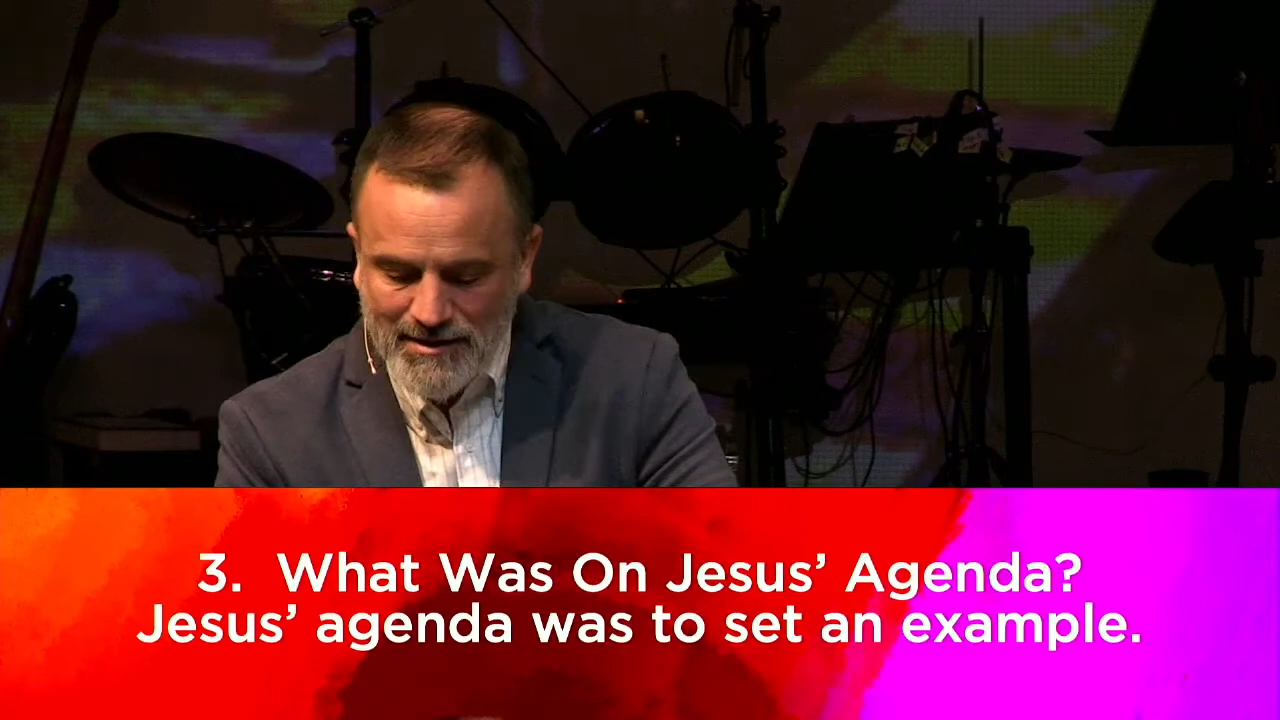 3.  What Was On Jesus’ Agenda?
Jesus’ agenda was to set an example.